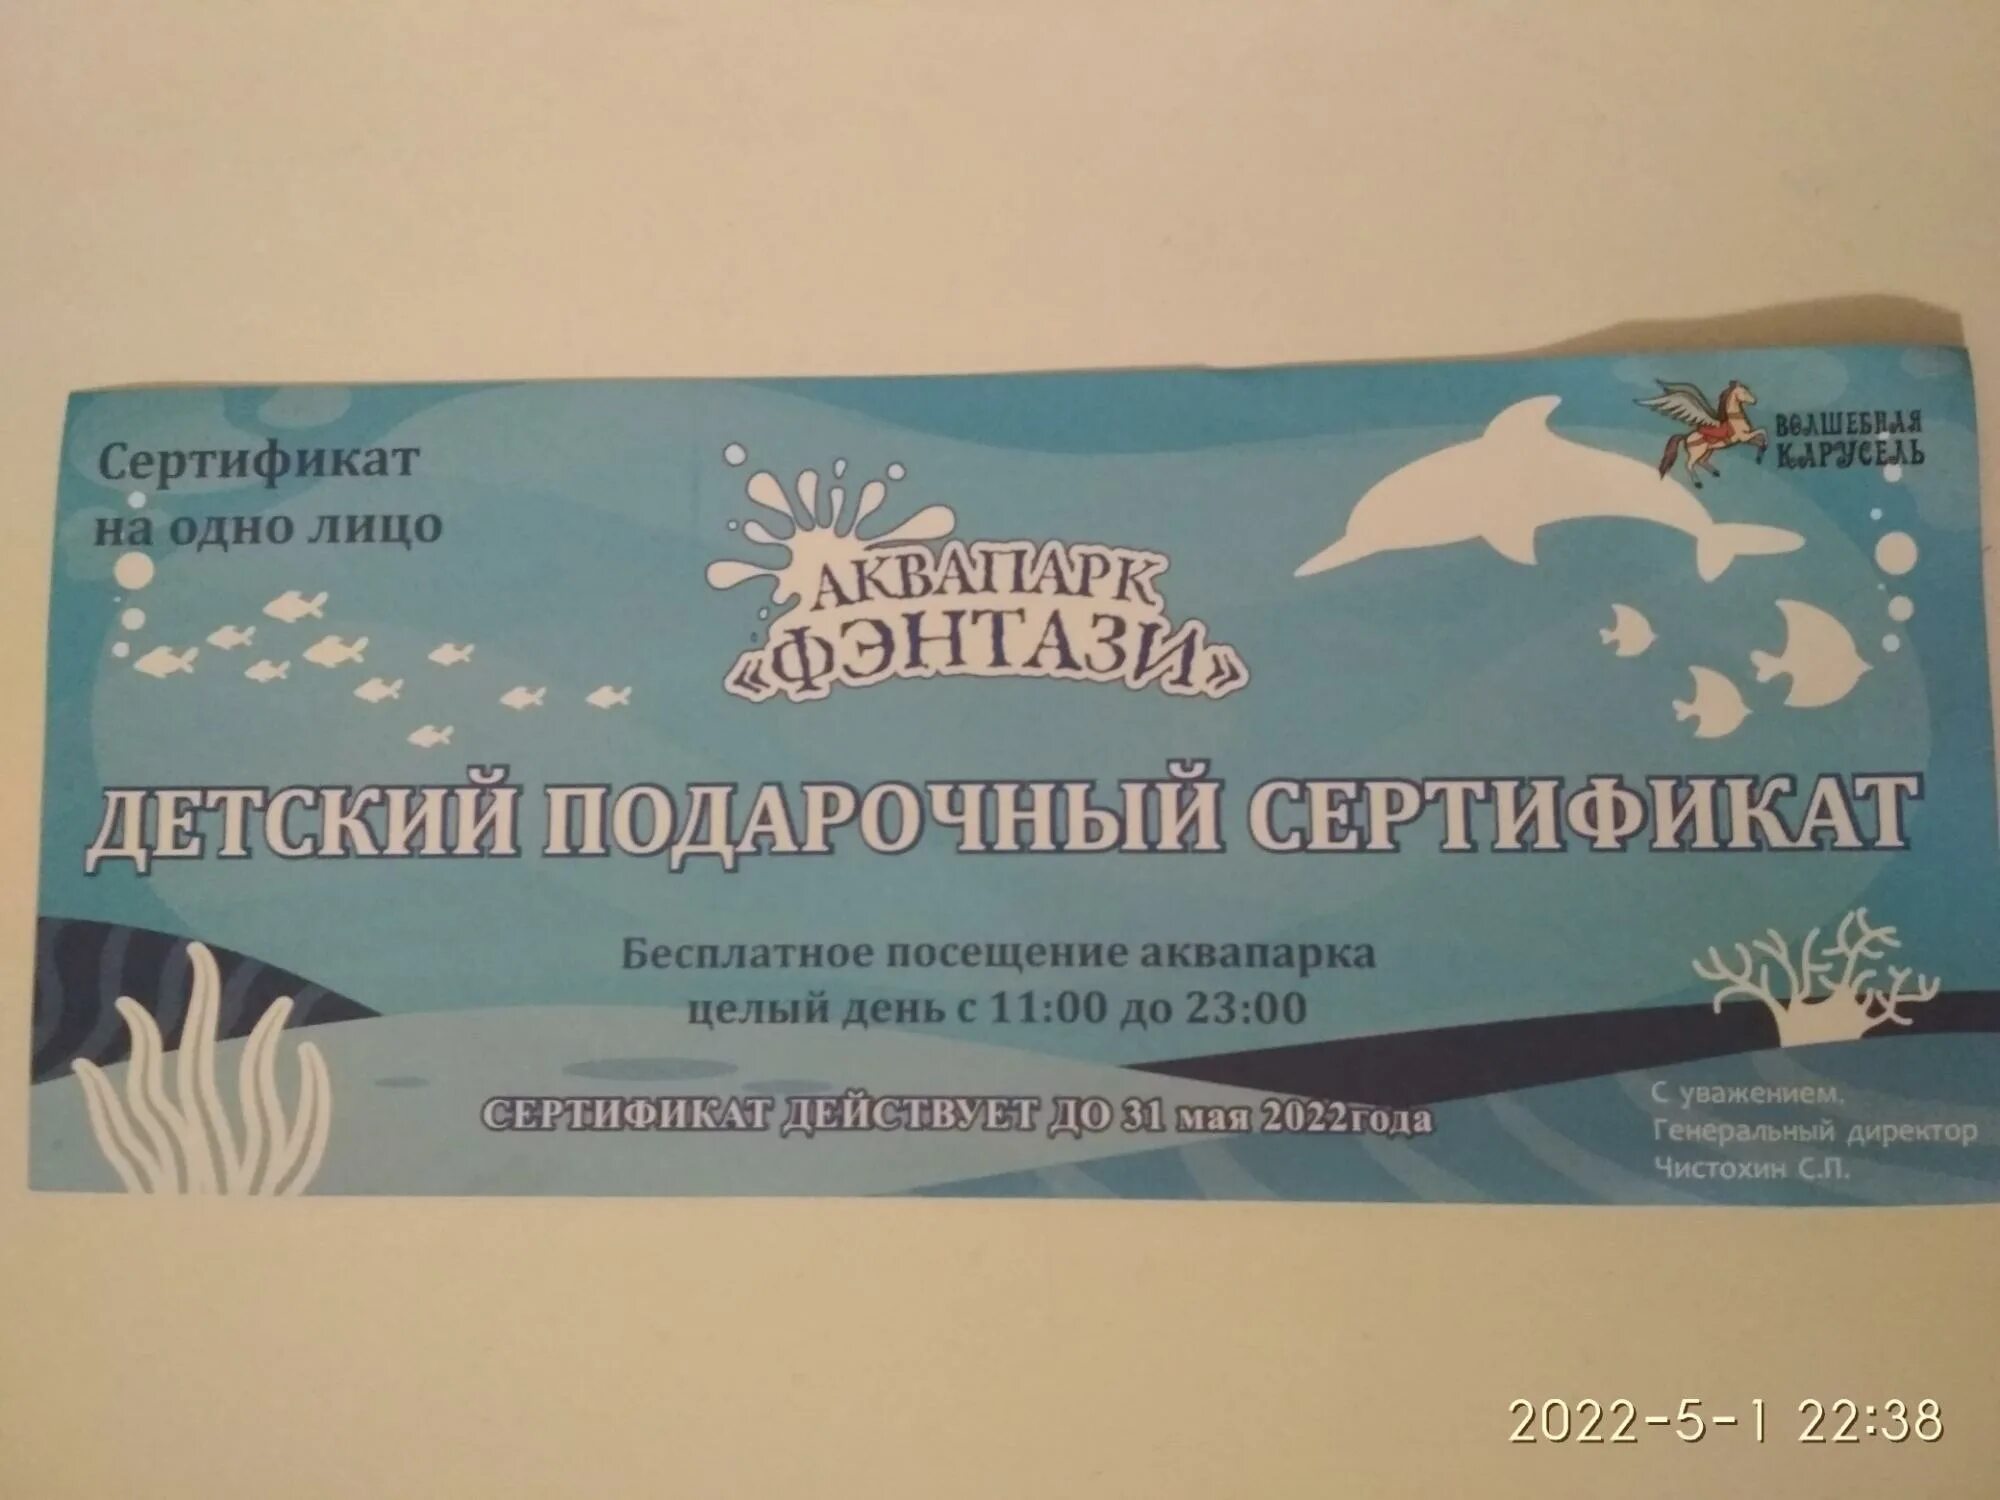 Сертификат
на одно лицо
АКВАПАРК
«ФЭНТАЗИ»
ВОЛШЕБНАЯ
КАРУСЕЛЬ
ДЕТСКИЙ ПОДАРОЧНЫЙ СЕРТИФИКАТ
Бесплатное посещение аквапарка
целый день с 11:00 до 23:00
СЕРТИФИКАТ ДЕЙСТВУЕТ ДО 31 мая 2022года
С уважением,
Генеральный директор
Чистохин С.П.
2022-5-1 22:38